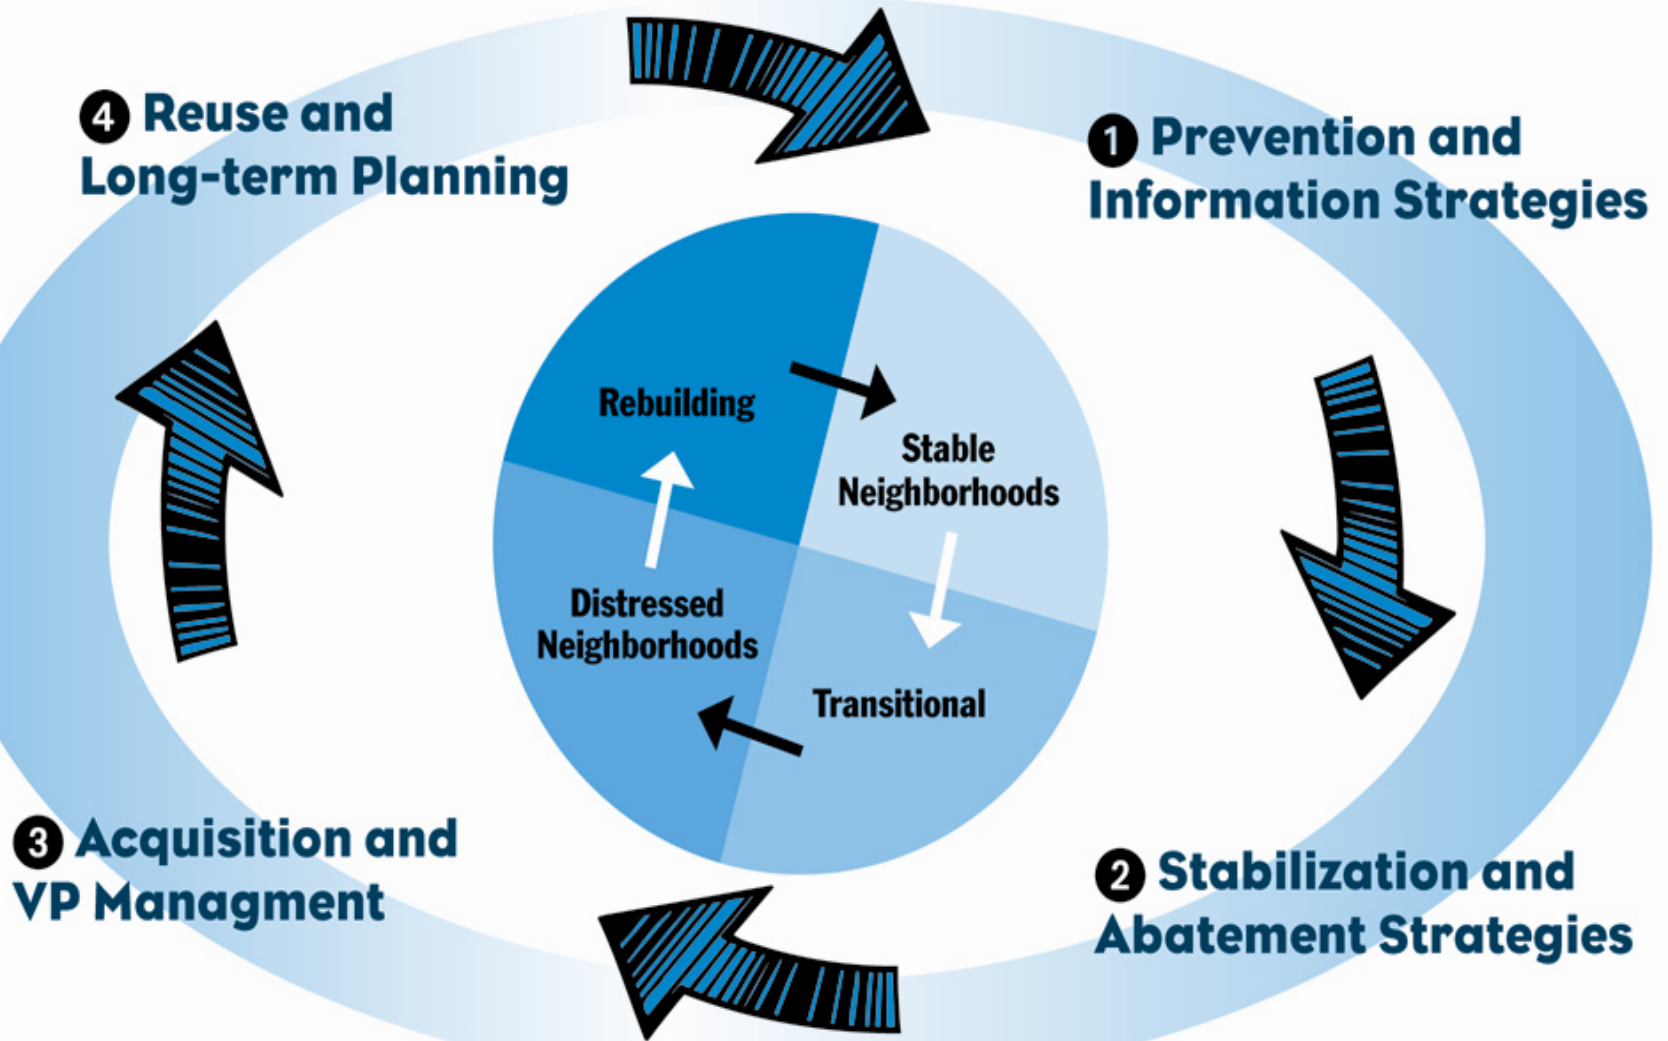 4 Reuse and
Long-term Planning
1 Prevention and
Information Strategies
Rebuilding
Stable
Neighborhoods
Distressed
Neighborhoods
Transitional
3 Acquisition and
VP Managment
2 Stabilization and
Abatement Strategies